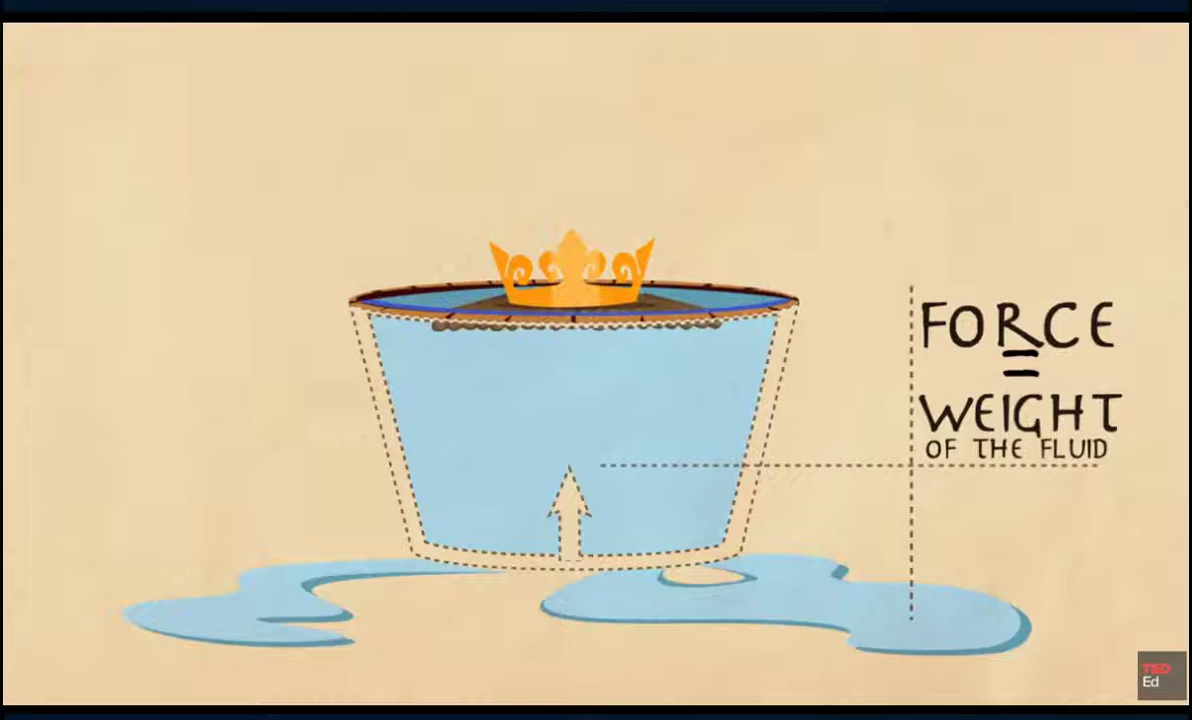 FORCE
=
WEIGHT
OF THE FLUID
TED
Ed